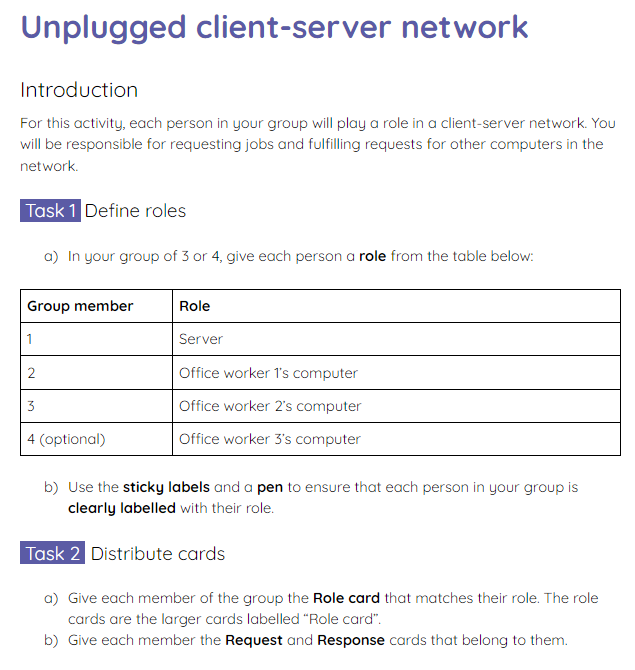 Unplugged client-server network
Introduction
For this activity, each person in your group will play a role in a client-server network. You
will be responsible for requesting jobs and fulfilling requests for other computers in the
network.
Task 1 Define roles
a) In your group of 3 or 4, give each person a role from the table below:
Group member Role
1 Server
2 Office worker 1's computer
3 Office worker 2's computer
4 (optional) Office worker 3's computer
b) Use the sticky labels and a pen to ensure that each person in your group is
clearly labelled with their role.
Task 2 Distribute cards
a) Give each member of the group the Role card that matches their role. The role
cards are the larger cards labelled “Role card”.
b) Give each member the Request and Response cards that belong to them.